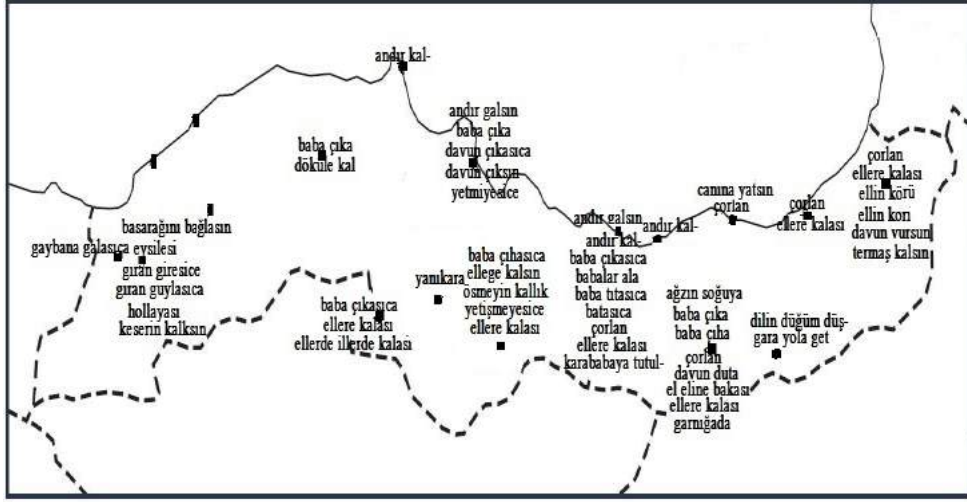 andır kal-
andır galsın
baba çıka
davun çıkasıca
davun çıksın
yetmiyesice
baba çıka
döküle kal
basarağını bağlasın
gaybana galasıca
eysilesi
gıran giresice
gıran guylasıca
hollayası
keserin kalksın
baba çıkasıca
ellere kalası
ellerde illerde kalasi
yanıkara
baba çıhasıca
ellege kalsın
ösmeyin kallık
yetişmeyesice
ellere kalası
andır galsın
andır kal-
baba çıkasıca
babalar ala
baba tıtasıca
batasıca
çorlan
ellere kalası
karababaya tutul-
andır kal-
canına yatsın
çorlan
çorlan
ellere kalası
çorlan
ellere kalası
ellin körü
ellin kori
davun vursun
termaş kalsın
ağzın soğuya
baba çıka
baba çıha
çorlan
davun duta
el eline bakası
ellere kalası
garnığada
dilin düğüm düş-
gara yola get